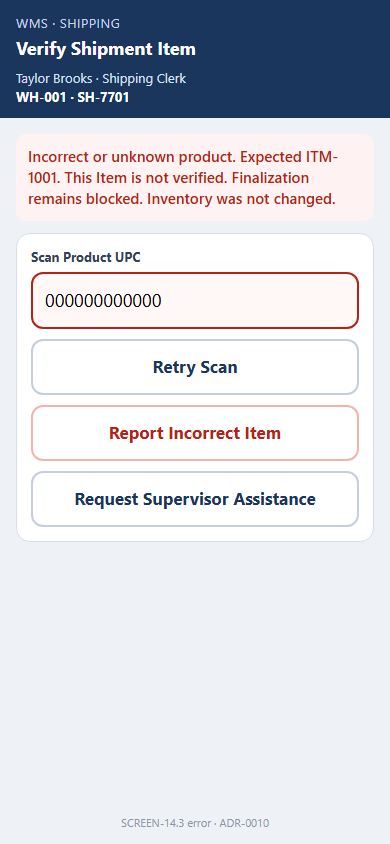 WMS · SHIPPING
Verify Shipment Item
Taylor Brooks · Shipping Clerk
WH-001 · SH-7701
Incorrect or unknown product. Expected ITM-
1001. This Item is not verified. Finalization
remains blocked. Inventory was not changed.
Scan Product UPC
000000000000
Retry Scan
Report Incorrect Item
Request Supervisor Assistance
SCREEN-14.3 error · ADR-0010